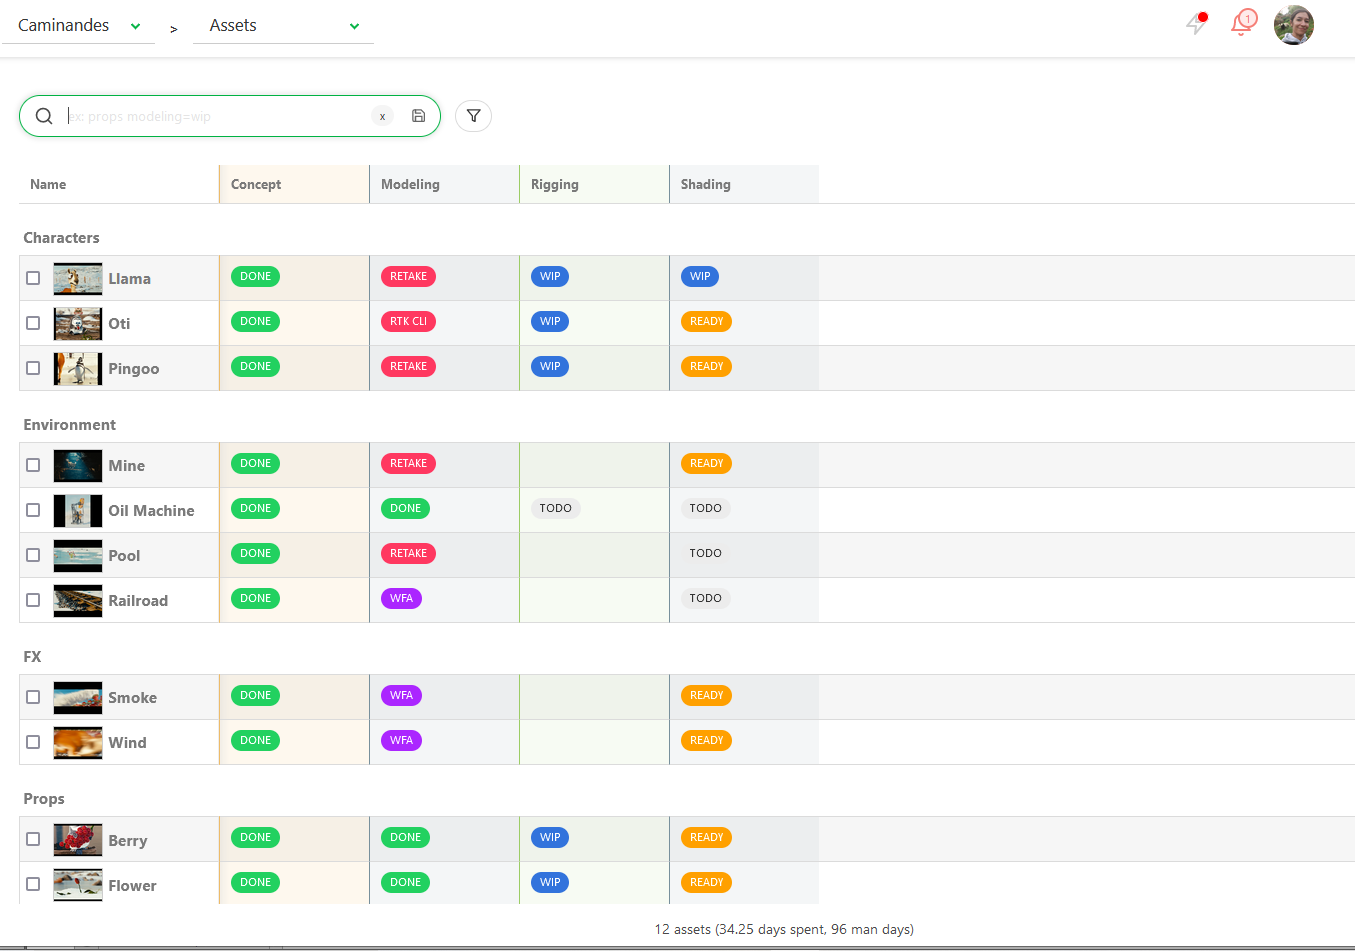 Caminandes > Assets 1
ex: props modeling=wip x
Name Concept Modeling Rigging Shading
Characters
Llama DONE RETAKE WIP WIP
Oti DONE RTK CLI WIP READY
Pingoo DONE RETAKE WIP READY
Environment
Mine DONE RETAKE READY
Oil Machine DONE DONE TODO TODO
Pool DONE RETAKE TODO
Railroad DONE WFA TODO
FX
Smoke DONE WFA READY
Wind DONE WFA READY
Props
Berry DONE DONE WIP READY
Flower DONE DONE WIP READY
12 assets (34.25 days spent, 96 man days)